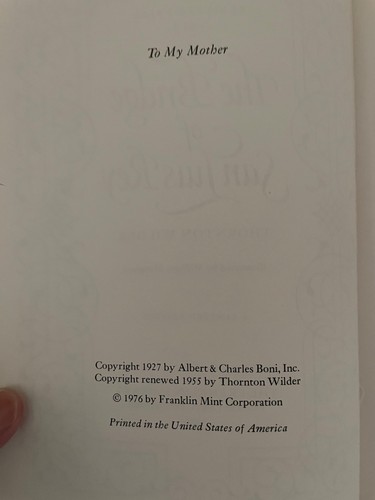 To My Mother
Copyright 1927 by Albert & Charles Boni, Inc.
Copyright renewed 1955 by Thornton Wilder
© 1976 by Franklin Mint Corporation
Printed in the United States of America